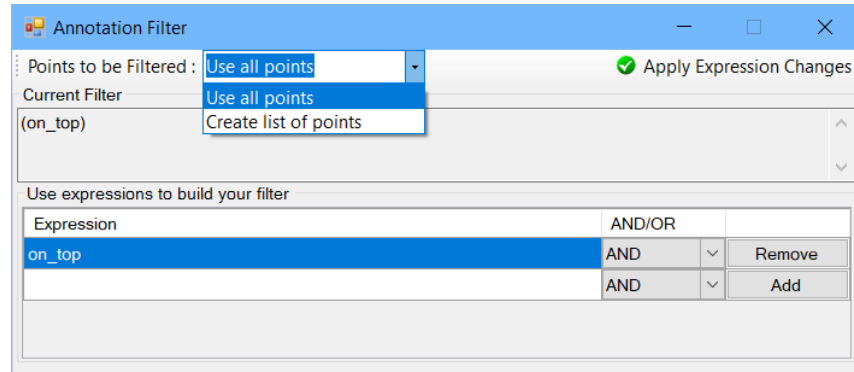 Annotation Filter
Points to be Filtered : Use all points Apply Expression Changes
Use all points
Create list of points
Current Filter
(on_top)
Use expressions to build your filter
Expression AND/OR
on_top AND Remove
AND Add